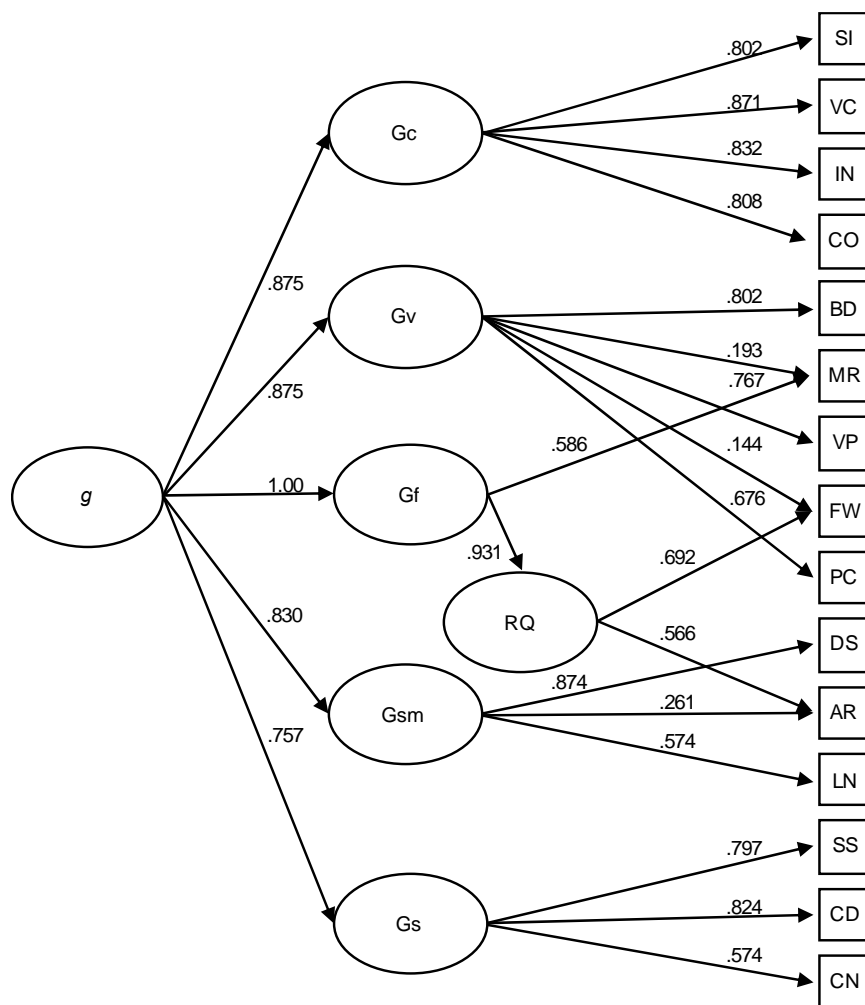 SI
.802
VC
.871
Gc
IN
.832
.808
CO
.875
BD
.802
Gv
.193
MR
.767
.875
VP
.586
.144
g
1.00
Gf
.676
FW
.931
.692
PC
RQ
.830
.566
DS
.874
Gsm
.261
AR
.757
.574
LN
.797
SS
Gs
.824
CD
.574
CN